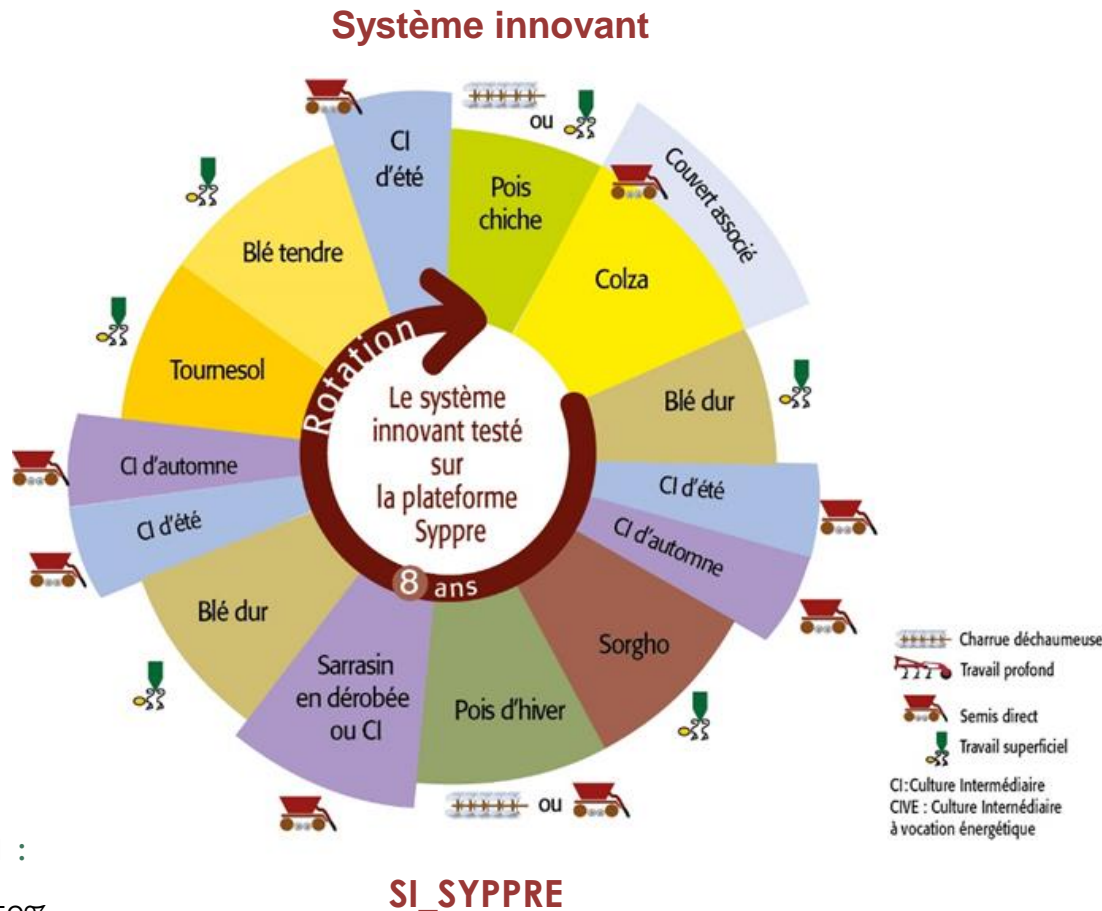 Système innovant
CI
d'été
ou
Pois
chiche
Couvert associé
Colza
Blé tendre
Tournesol
Blé dur
CI d'automne
CI d'été
CI d'été
CI d'automne
Rotation
Le système
innovant testé
sur
la plateforme
Syppre
8 ans
Blé dur
Sarrasin
en dérobée
ou CI
Pois d'hiver
Sorgho
ou
Charrue déchaumeuse
Travail profond
Semis direct
Travail superficiel
CI : Culture Intermédiaire
CIVE : Culture Internédiaire
à vocation énergétique
:
SI_SYPPRE